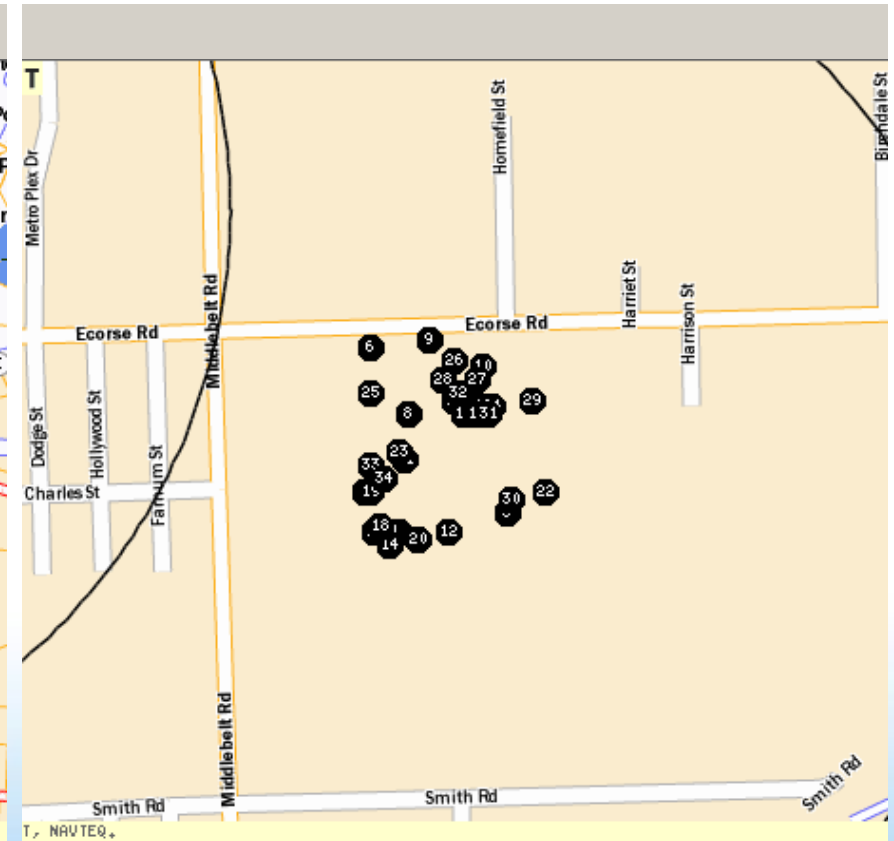 T
Metro Plex Dr
Homefield St
Birchdale St
Middlebelt Rd
Harriet St
Harrison St
Ecorse Rd
Ecorse Rd
6
9
26
10
28
27
32
25
29
8
31
Dodge St
Hollywood St
Farnum St
23
33
34
Charles St
19
30
22
18
12
20
14
Middlebelt Rd
Smith Rd
Smith Rd
Smith Rd
T, NAVTEQ.